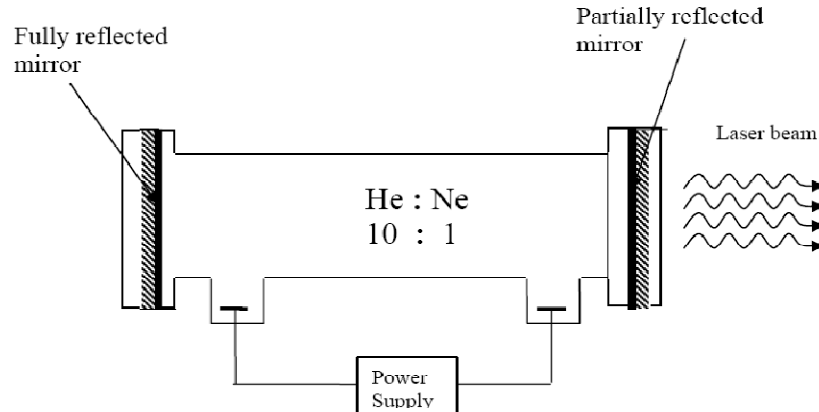 Fully reflected
mirror
Partially reflected
mirror
Laser beam
He : Ne
10 : 1
Power
Supply